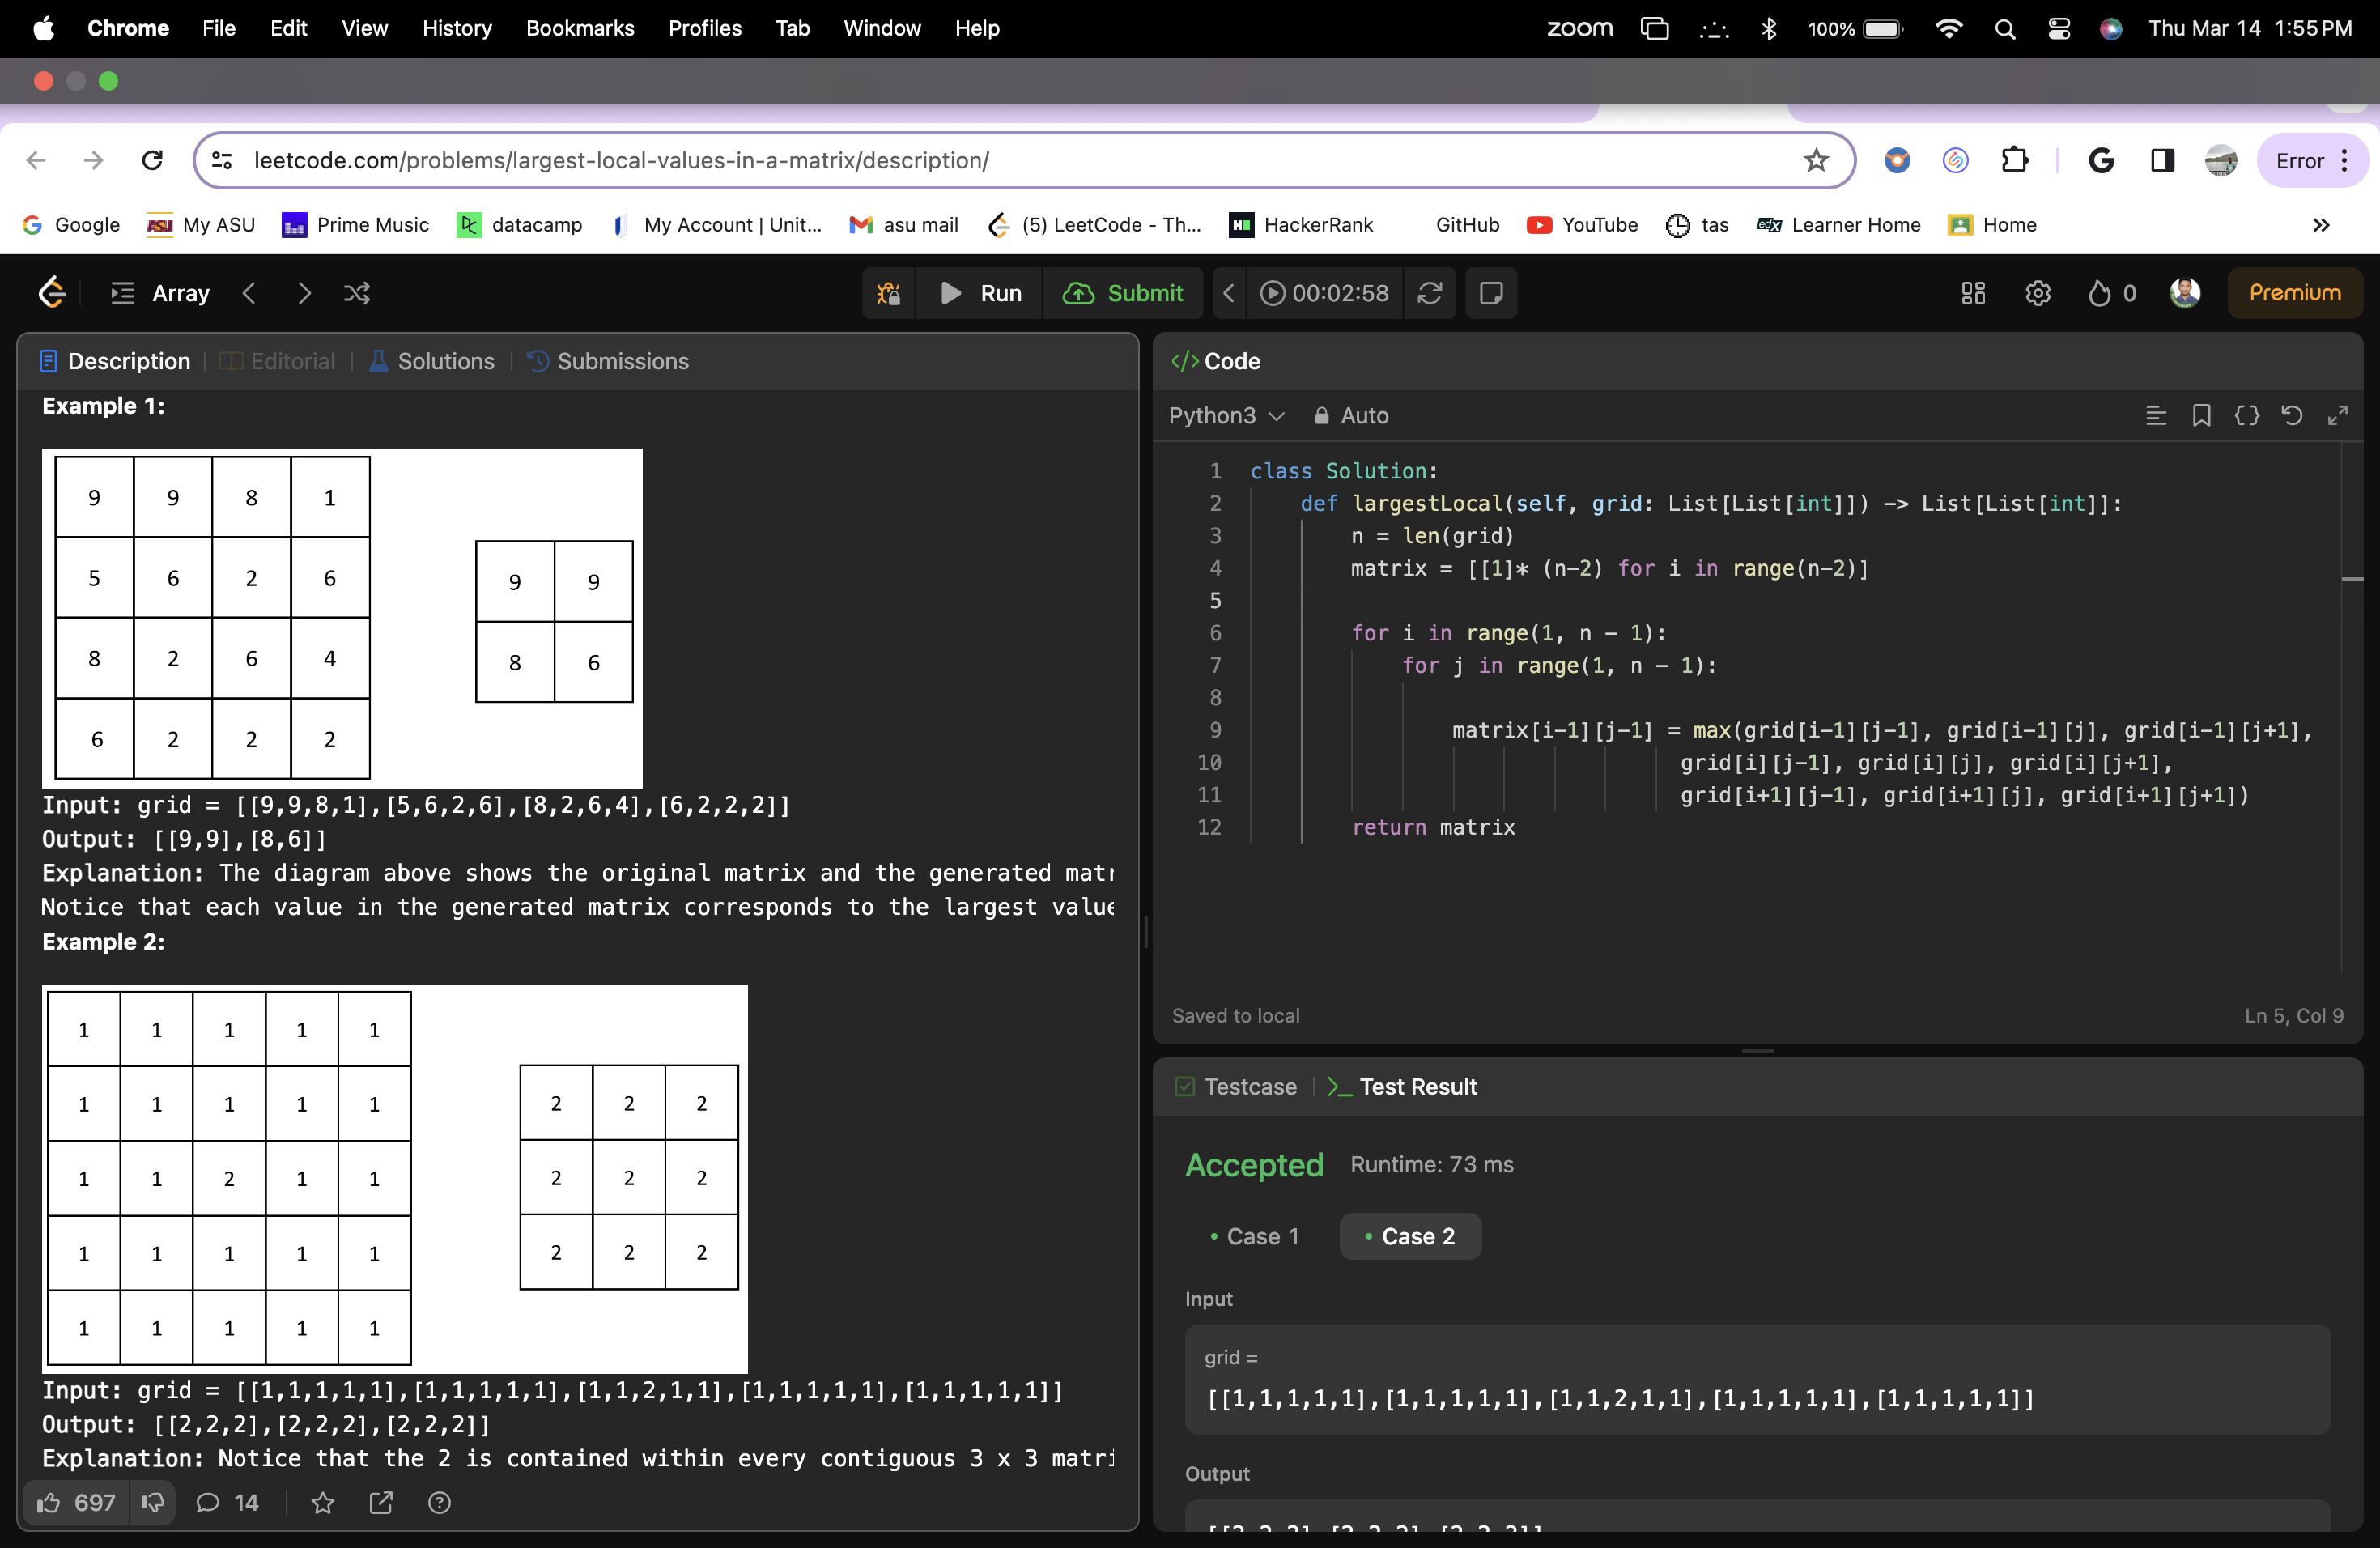 Chrome File Edit View History Bookmarks Profiles Tab Window Help zoom 100% Thu Mar 14 1:55 PM
leetcode.com/problems/largest-local-values-in-a-matrix/description/ Error
Google My ASU Prime Music datacamp My Account | Unit... asu mail (5) LeetCode - Th... HackerRank GitHub YouTube tas edX Learner Home Home »
Array Run Submit 00:02:58 0 Premium
Description Editorial Solutions Submissions
Example 1:
9 9 8 1
5 6 2 6
8 2 6 4
6 2 2 2
9 9
8 6
Input: grid = [[9,9,8,1],[5,6,2,6],[8,2,6,4],[6,2,2,2]]
Output: [[9,9],[8,6]]
Explanation: The diagram above shows the original matrix and the generated matr
Notice that each value in the generated matrix corresponds to the largest value
Example 2:
1 1 1 1 1
1 1 1 1 1
1 1 2 1 1
1 1 1 1 1
1 1 1 1 1
2 2 2
2 2 2
2 2 2
Input: grid = [[1,1,1,1,1],[1,1,1,1,1],[1,1,2,1,1],[1,1,1,1,1],[1,1,1,1,1]]
Output: [[2,2,2],[2,2,2],[2,2,2]]
Explanation: Notice that the 2 is contained within every contiguous 3 x 3 matri
697 14
</> Code
Python3 Auto
1 class Solution:
2 def largestLocal(self, grid: List[List[int]]) -> List[List[int]]:
3 n = len(grid)
4 matrix = [[1]* (n-2) for i in range(n-2)]
5
6 for i in range(1, n - 1):
7 for j in range(1, n - 1):
8
9 matrix[i-1][j-1] = max(grid[i-1][j-1], grid[i-1][j], grid[i-1][j+1],
10 grid[i][j-1], grid[i][j], grid[i][j+1],
11 grid[i+1][j-1], grid[i+1][j], grid[i+1][j+1])
12 return matrix
Saved to local Ln 5, Col 9
Testcase >_ Test Result
Accepted Runtime: 73 ms
Case 1 Case 2
Input
grid =
[[1,1,1,1,1],[1,1,1,1,1],[1,1,2,1,1],[1,1,1,1,1],[1,1,1,1,1]]
Output